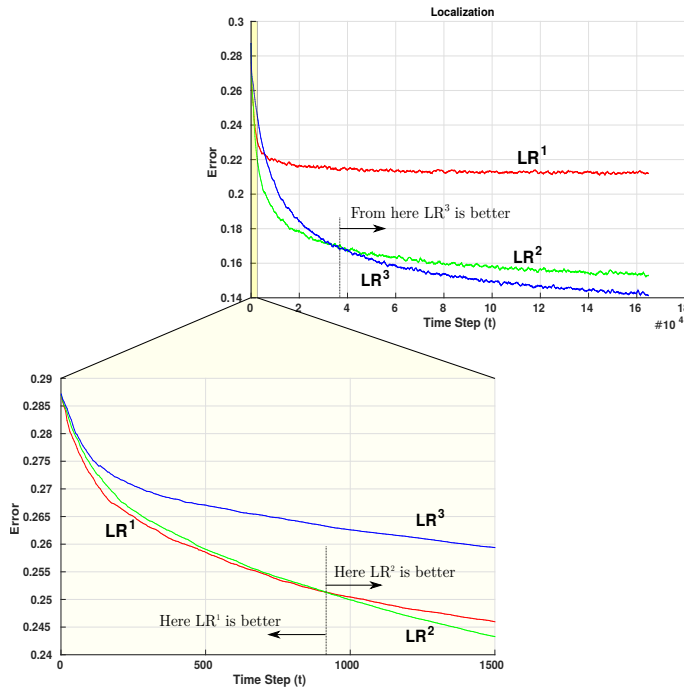 Localization
0.3
0.28
0.26
0.24
0.22
0.2
0.18
0.16
0.14
Error
LR¹
From here LR³ is better
LR²
LR³
0 2 4 6 8 10 12 14 16 18
Time Step (t)
#10⁴
0.29
0.285
0.28
0.275
0.27
0.265
0.26
0.255
0.25
0.245
0.24
Error
LR³
LR¹
Here LR² is better
Here LR¹ is better
LR²
0 500 1000 1500
Time Step (t)